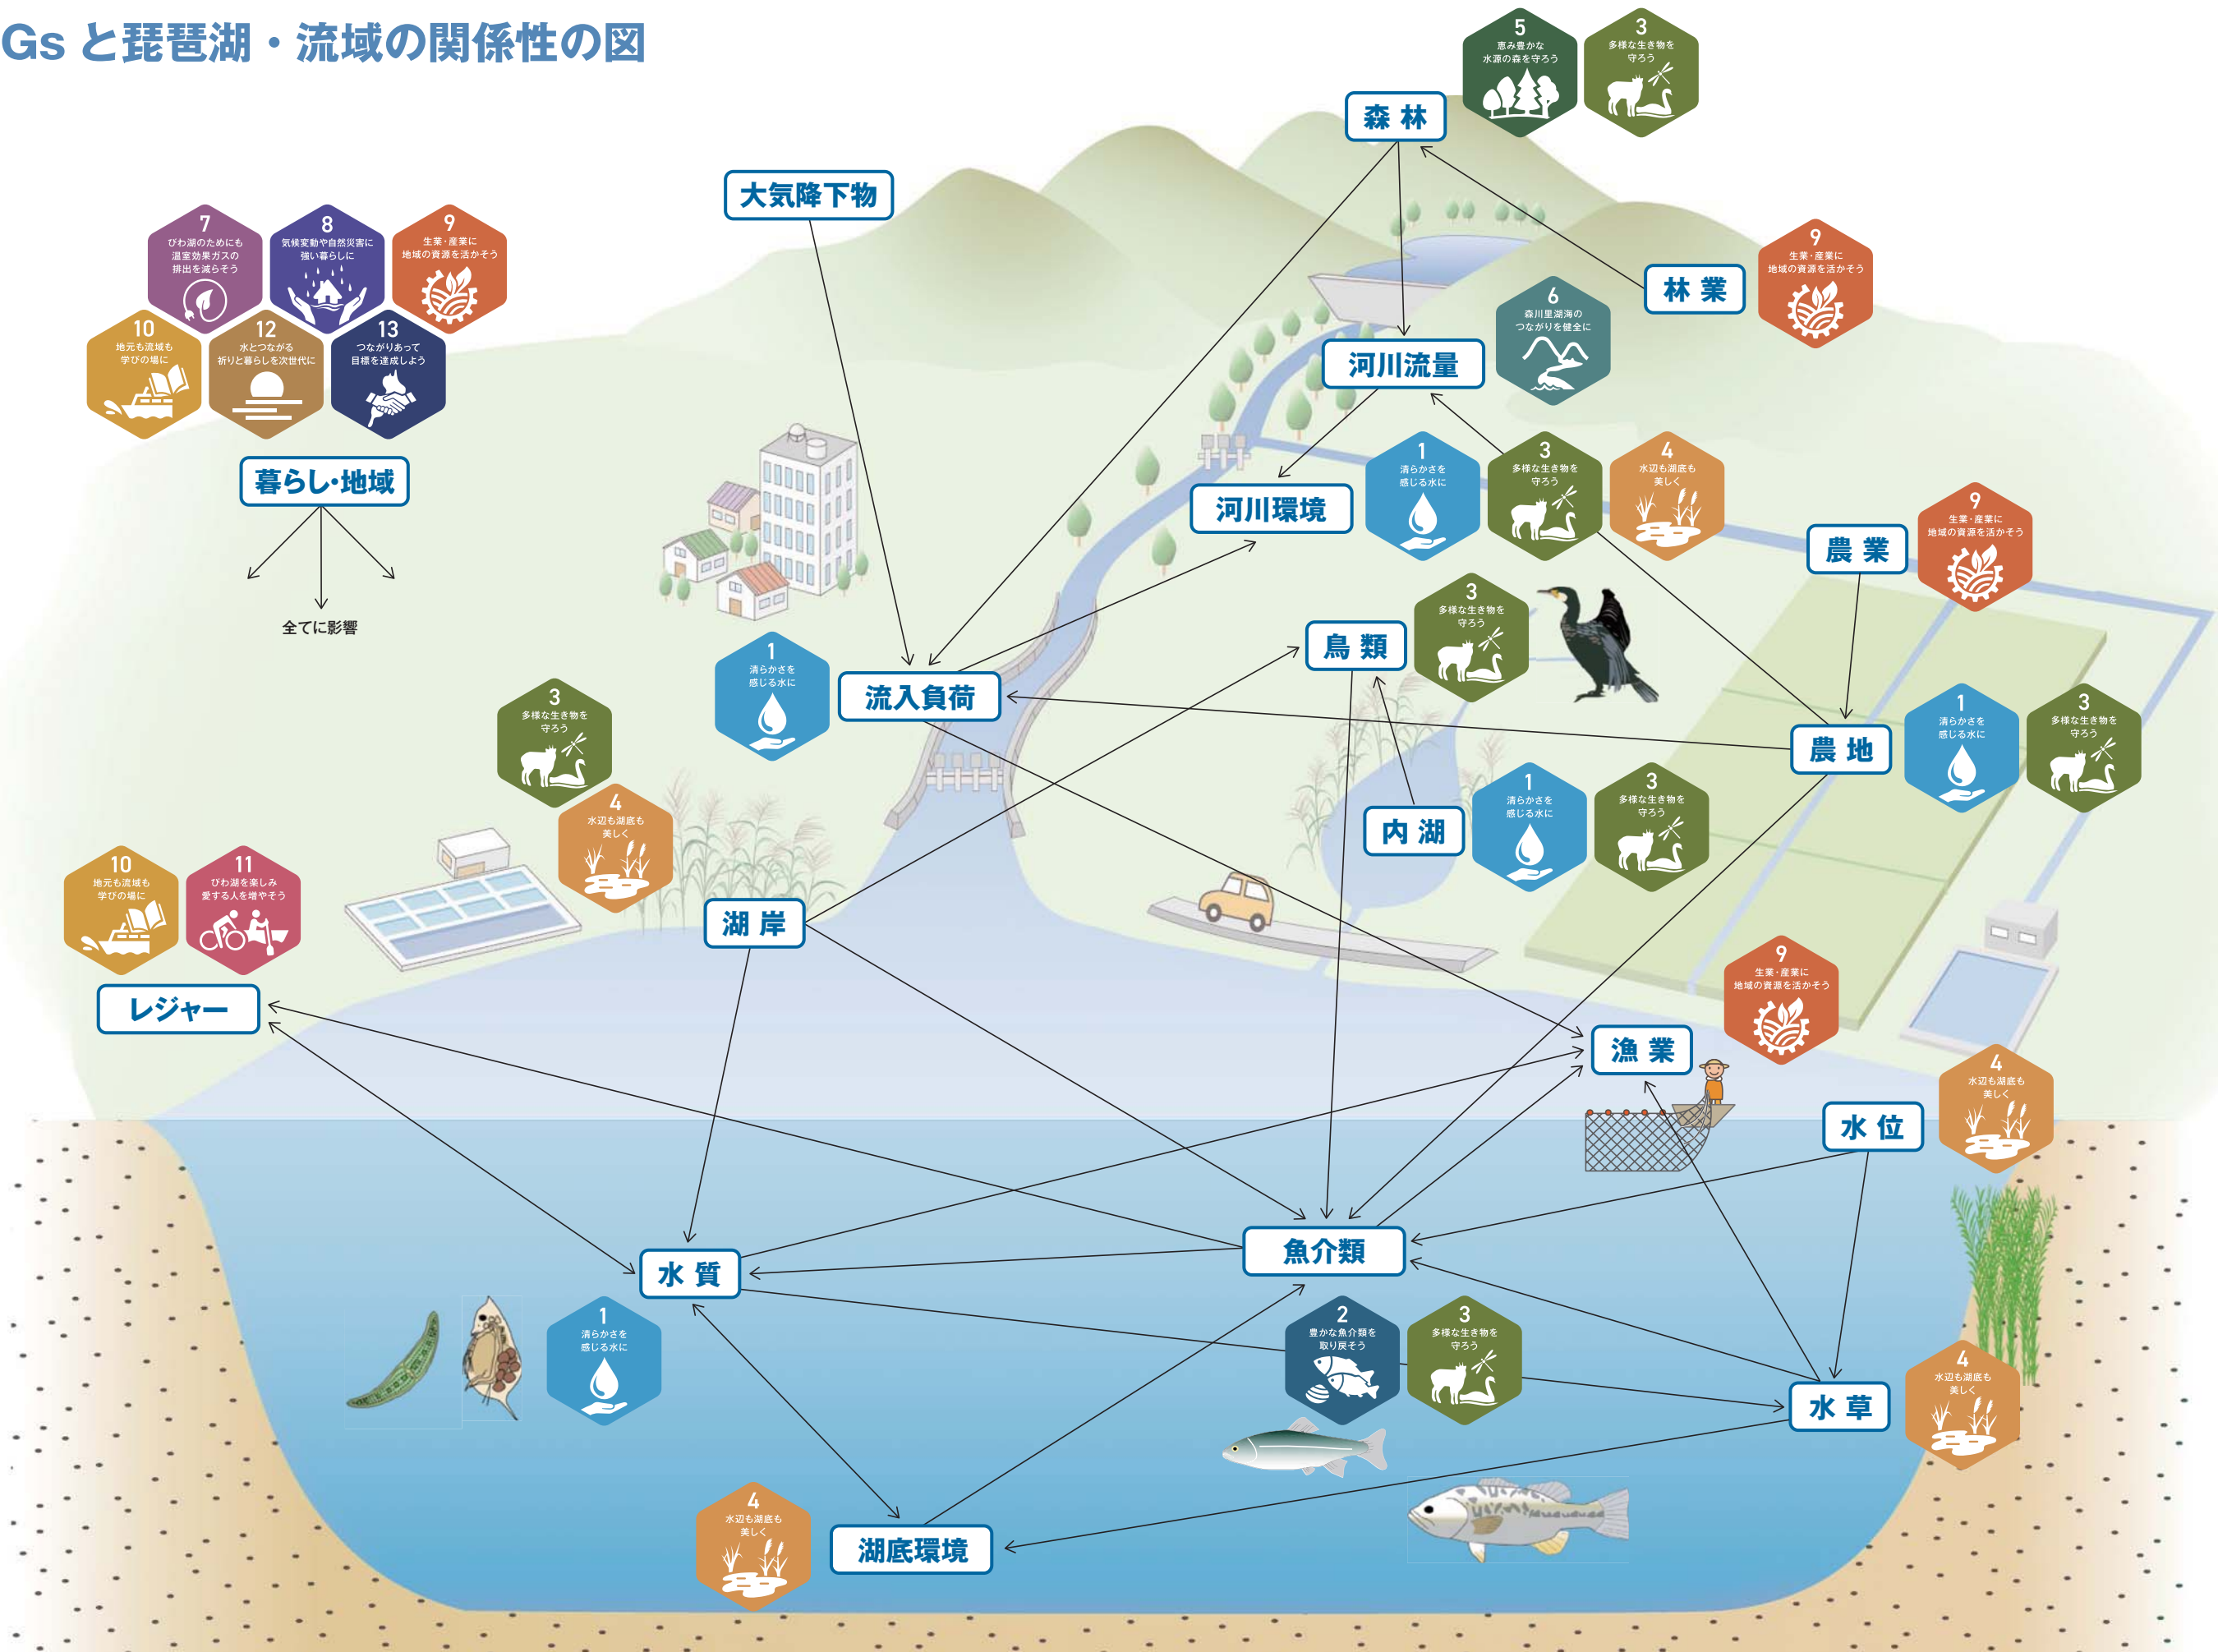 Gs と琵琶湖・流域の関係性の図
5
恵み豊かな
水源の森を守ろう
3
多様な生き物を
守ろう
森 林
大気降下物
7
びわ湖のためにも
温室効果ガスの
排出を減らそう
8
気候変動や自然災害に
強い暮らしに
9
生業・産業に
地域の資源を活かそう
10
地元も流域も
学びの場に
12
水とつながる
祈りと暮らしを次世代に
13
つながりあって
目標を達成しよう
暮らし・地域
全てに影響
9
生業・産業に
地域の資源を活かそう
林 業
6
森川里湖海の
つながりを健全に
河川流量
1
清らかさを
感じる水に
3
多様な生き物を
守ろう
4
水辺も湖底も
美しく
河川環境
9
生業・産業に
地域の資源を活かそう
農 業
3
多様な生き物を
守ろう
鳥 類
1
清らかさを
感じる水に
流入負荷
1
清らかさを
感じる水に
3
多様な生き物を
守ろう
農 地
3
多様な生き物を
守ろう
4
水辺も湖底も
美しく
湖 岸
1
清らかさを
感じる水に
3
多様な生き物を
守ろう
内 湖
10
地元も流域も
学びの場に
11
びわ湖を楽しみ
愛する人を増やそう
レジャー
9
生業・産業に
地域の資源を活かそう
漁 業
4
水辺も湖底も
美しく
水 位
魚介類
水 質
1
清らかさを
感じる水に
2
豊かな魚介類を
取り戻そう
3
多様な生き物を
守ろう
4
水辺も湖底も
美しく
水 草
4
水辺も湖底も
美しく
湖底環境